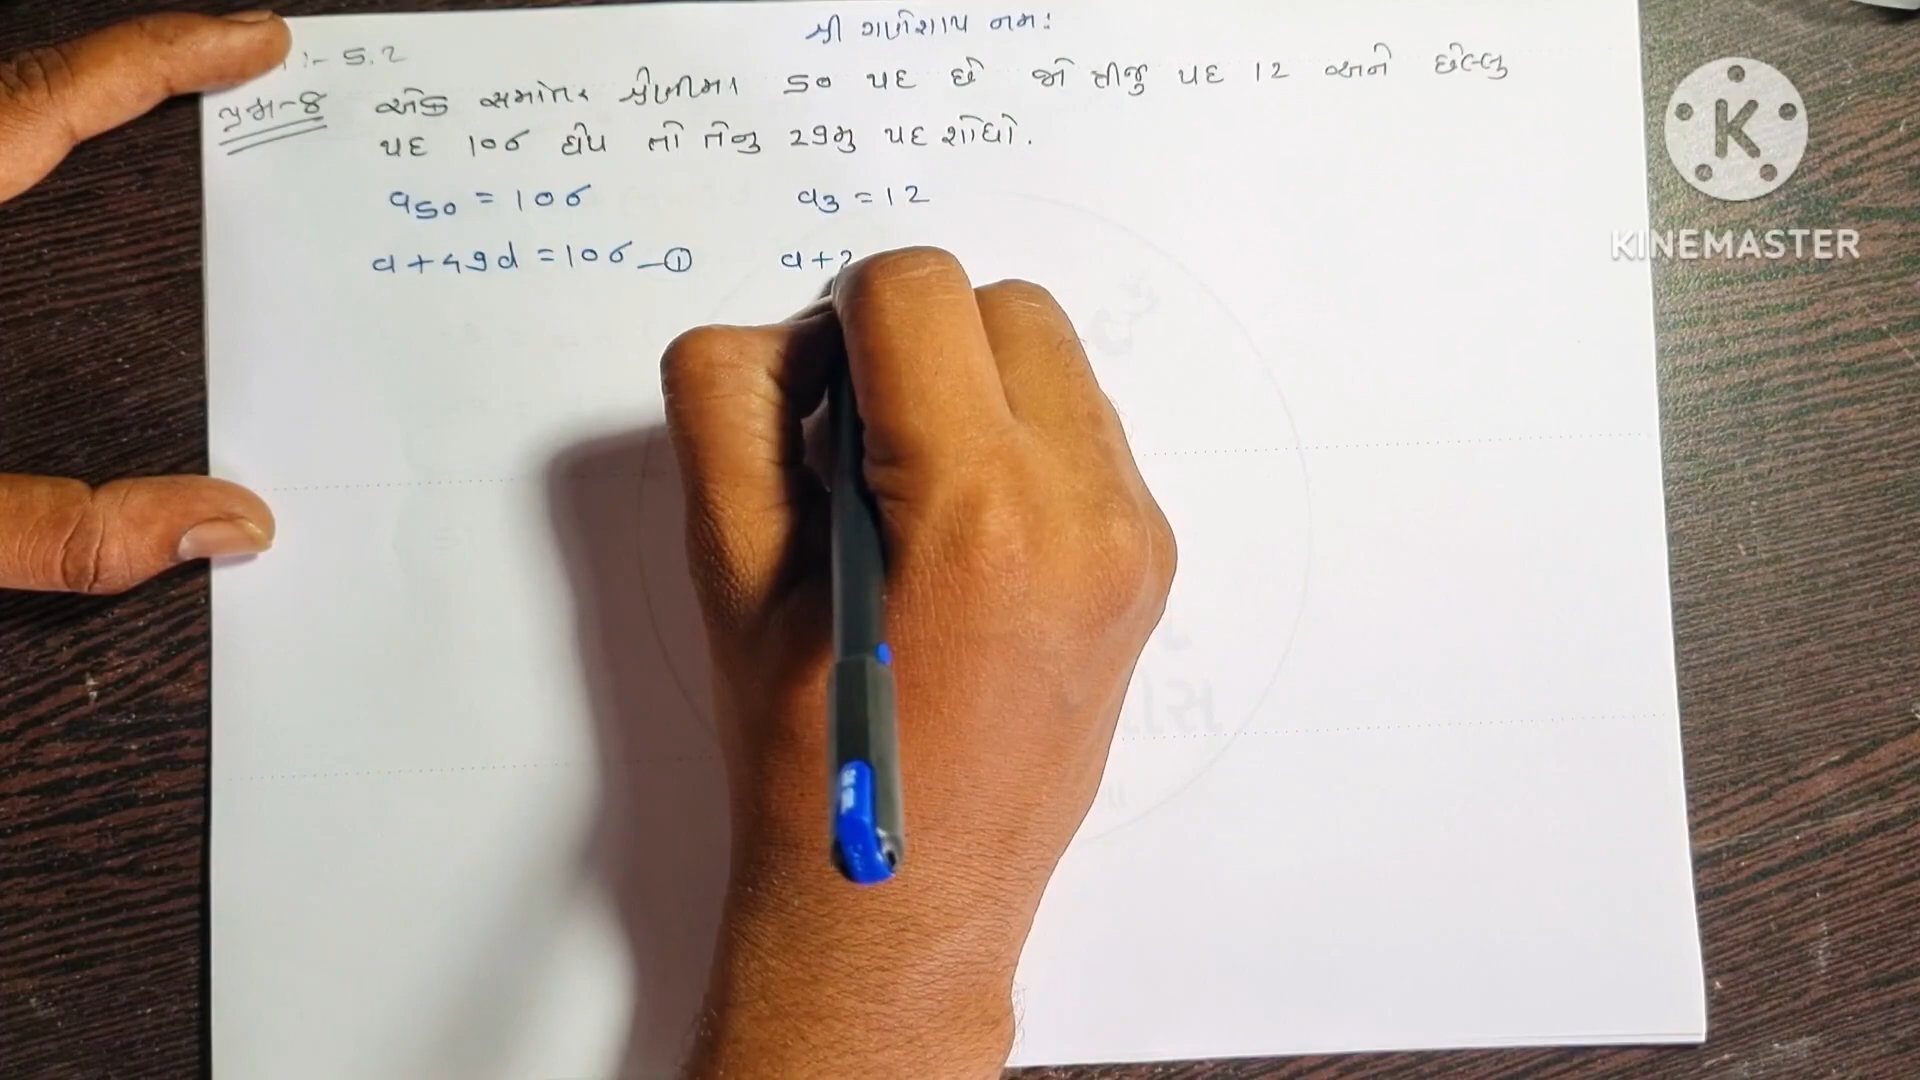 શ્રી ગણેશાય નમઃ
:- 5.2
પ્રશ્ન-8 એક સમાંતર શ્રેણીમાં 50 પદ છે જો ત્રીજુ પદ 12 અને છેલ્લુ
પદ 106 હોય તો તેનુ 29મુ પદ શોધો.
a50 = 106 a3 = 12
a + 49d = 106 - ① a + 2
K
KINEMASTER